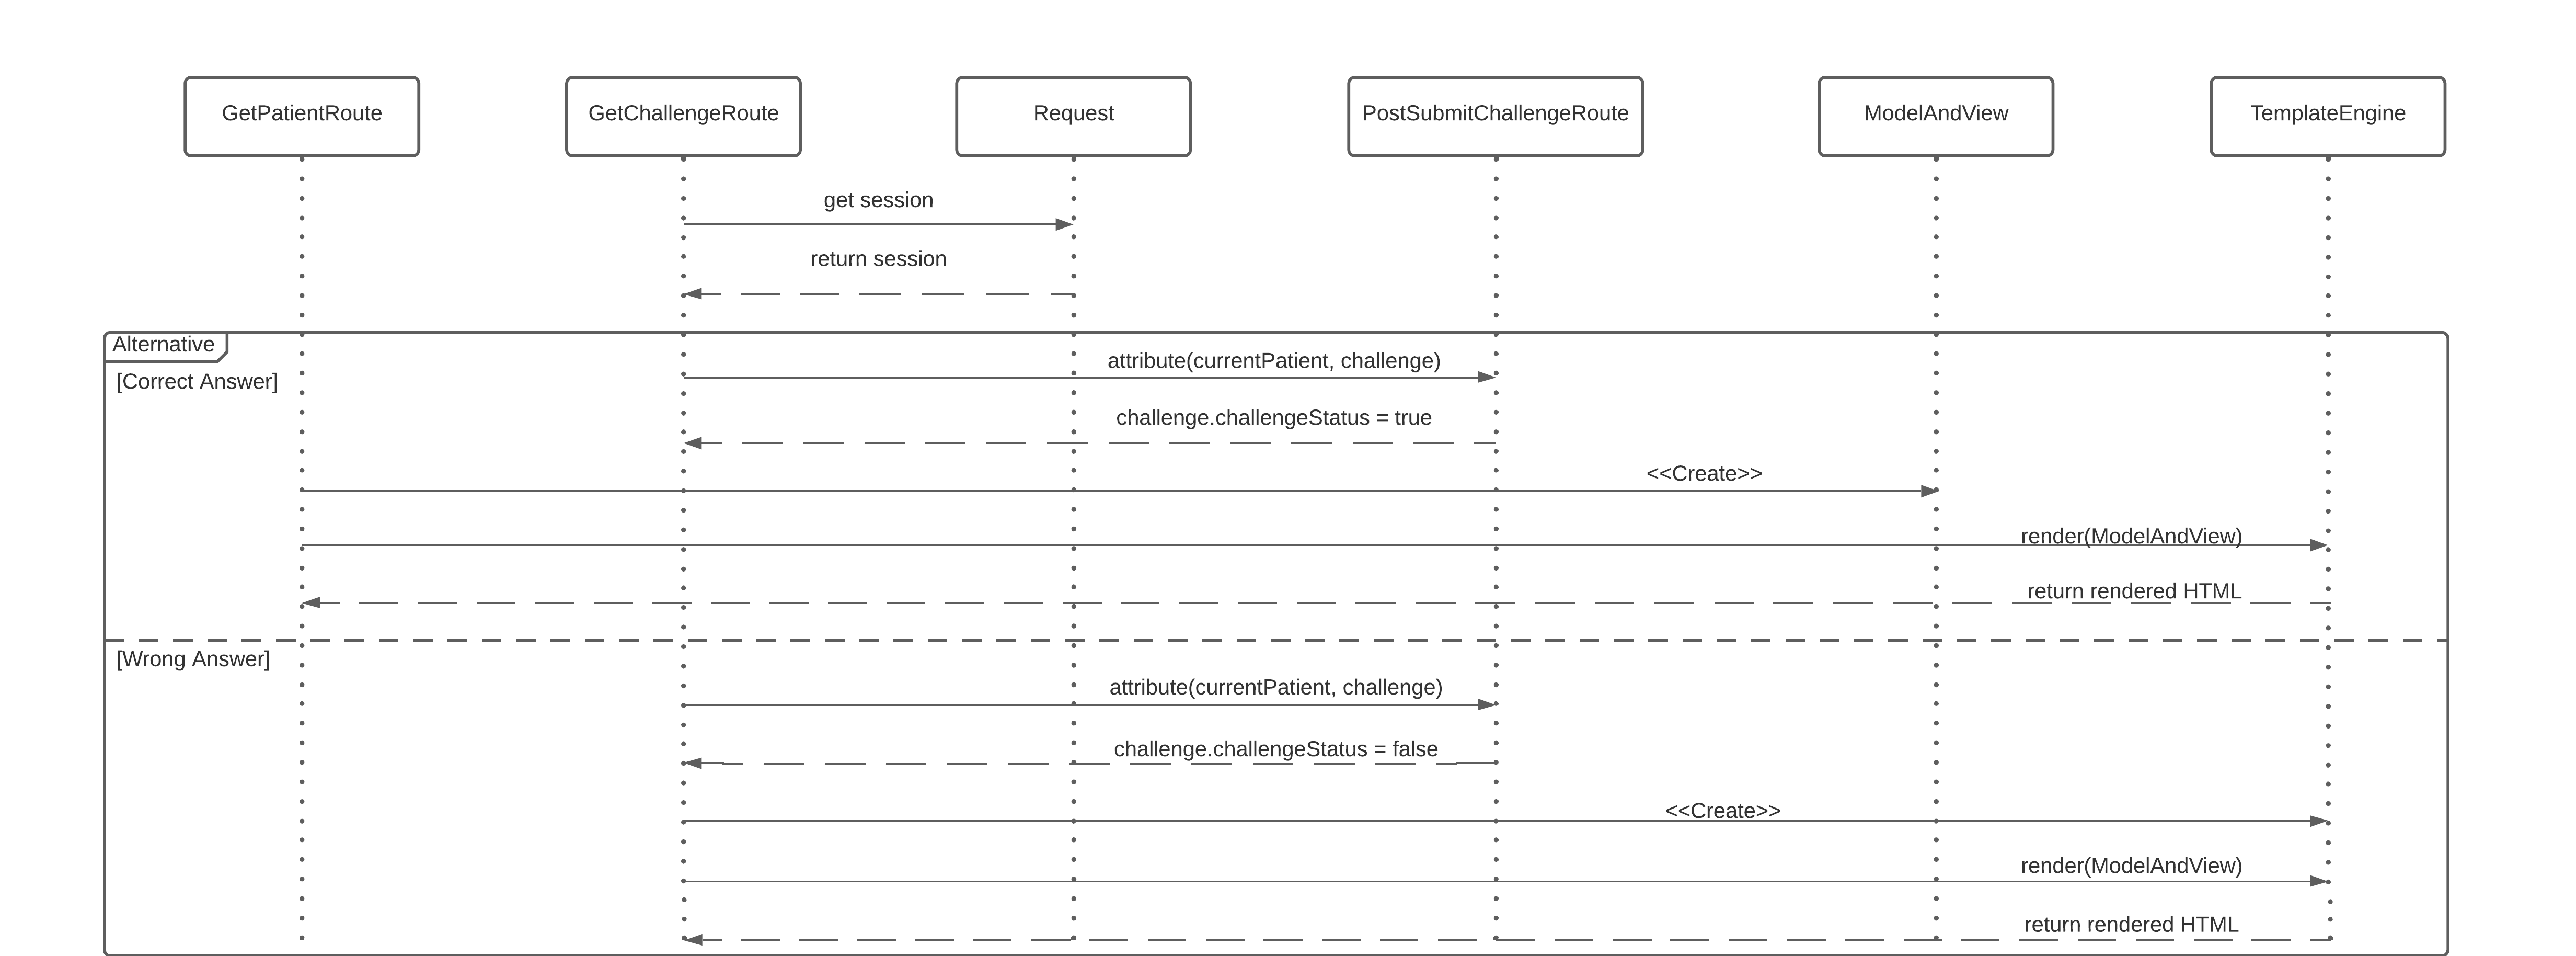 GetPatientRoute
GetChallengeRoute
Request
PostSubmitChallengeRoute
ModelAndView
TemplateEngine
get session
return session
Alternative
[Correct Answer]
attribute(currentPatient, challenge)
challenge.challengeStatus = true
<<Create>>
render(ModelAndView)
return rendered HTML
[Wrong Answer]
attribute(currentPatient, challenge)
challenge.challengeStatus = false
<<Create>>
render(ModelAndView)
return rendered HTML